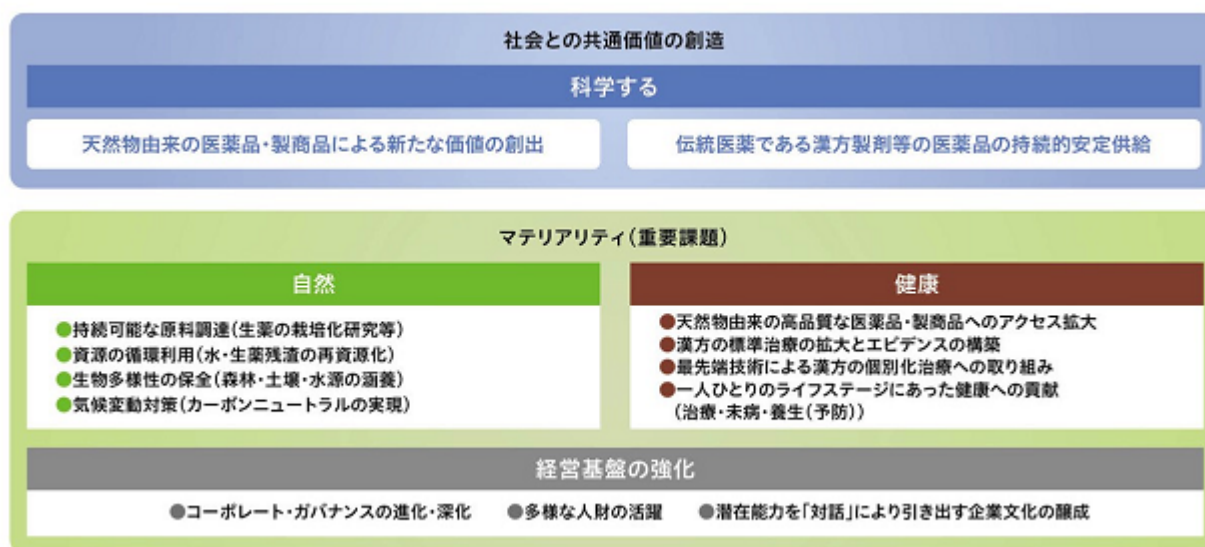 社会との共通価値の創造
科学する
天然物由来の医薬品・製商品による新たな価値の創出
伝統医薬である漢方製剤等の医薬品の持続的安定供給
マテリアリティ(重要課題)
自然
●持続可能な原料調達(生薬の栽培化研究等)
●資源の循環利用(水・生薬残渣の再資源化)
●生物多様性の保全(森林・土壌・水源の涵養)
●気候変動対策(カーボンニュートラルの実現)
健康
●天然物由来の高品質な医薬品・製商品へのアクセス拡大
●漢方の標準治療の拡大とエビデンスの構築
●最先端技術による漢方の個別化治療への取り組み
●一人ひとりのライフステージにあった健康への貢献
(治療・未病・養生(予防))
経営基盤の強化
●コーポレート・ガバナンスの進化・深化 ●多様な人財の活躍 ●潜在能力を「対話」により引き出す企業文化の醸成